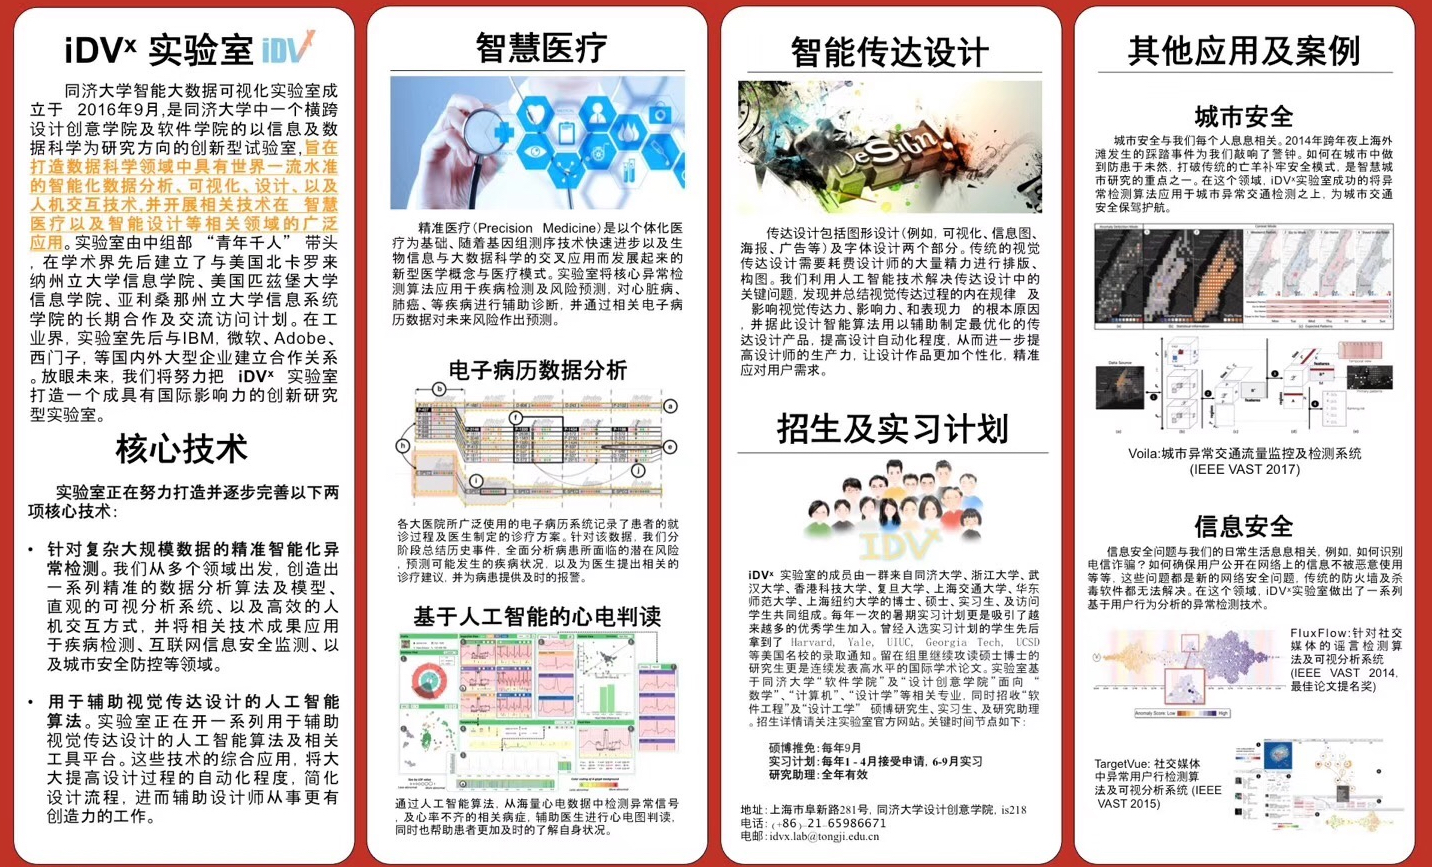 iDVx 实验室 iDVX
同济大学智能大数据可视化实验室成
立于 2016年9月,是同济大学中一个横跨
设计创意学院及软件学院的以信息及数
据科学为研究方向的创新型试验室,旨在
打造数据科学领域中具有世界一流水准
的智能化数据分析、可视化、设计、以及
人机交互技术,并开展相关技术在 智慧
医疗以及智能设计等相关领域的广泛
应用。实验室由中组部 “青年千人” 带头
，在学术界先后建立了与美国北卡罗来
纳州立大学信息学院、美国匹兹堡大学
信息学院、亚利桑那州立大学信息系统
学院的长期合作及交流访问计划。在工
业界，实验室先后与IBM, 微软、Adobe、
西门子，等国内外大型企业建立合作关系
。放眼未来，我们将努力把 iDVx 实验室
打造一个成具有国际影响力的创新研究
型实验室。
核心技术
实验室正在努力打造并逐步完善以下两
项核心技术：
• 针对复杂大规模数据的精准智能化异
常检测。我们从多个领域出发，创造出
一系列精准的数据分析算法及模型、
直观的可视分析系统、以及高效的人
机交互方式，并将相关技术成果应用
于疾病检测、互联网信息安全监测、以
及城市安全防控等领域。
• 用于辅助视觉传达设计的人工智能
算法。实验室正在开一系列用于辅助
视觉传达设计的人工智能算法及相关
工具平台。这些技术的综合应用，将大
大提高设计过程的自动化程度，简化
设计流程，进而辅助设计师从事更有
创造力的工作。
智慧医疗
精准医疗(Precision Medicine)是以个体化医
疗为基础、随着基因组测序技术快速进步以及生
物信息与大数据科学的交叉应用而发展起来的
新型医学概念与医疗模式。实验室将核心异常检
测算法应用于疾病检测及风险预测，对心脏病、
肺癌、等疾病进行辅助诊断，并通过相关电子病
历数据对未来风险作出预测。
电子病历数据分析
b
a
f
h
e
j
i
各大医院所广泛使用的电子病历系统记录了患者的就
诊过程及医生制定的诊疗方案。针对该数据，我们分
阶段总结历史事件，全面分析病患所面临的潜在风险
，预测可能发生的疾病状况，以及为医生提出相关的
诊疗建议，并为病患提供及时的报警。
基于人工智能的心电判读
通过人工智能算法，从海量心电数据中检测异常信号
，及心率不齐的相关病症，辅助医生进行心电图判读，
同时也帮助患者更加及时的了解自身状况。
智能传达设计
DeSign
传达设计包括图形设计(例如, 可视化、信息图、
海报、广告等)及字体设计两个部分。传统的视觉
传达设计需要耗费设计师的大量精力进行排版、
构图。我们利用人工智能技术解决传达设计中的
关键问题，发现并总结视觉传达过程的内在规律 及
影响视觉传达力、影响力、和表现力 的根本原因
，并据此设计智能算法用以辅助制定最优化的传
达设计产品，提高设计自动化程度，从而进一步提
高设计师的生产力，让设计作品更加个性化，精准
应对用户需求。
招生及实习计划
IDVx
iDVx 实验室的成员由一群来自同济大学、浙江大学、武
汉大学、香港科技大学、复旦大学、上海交通大学、华东
师范大学、上海纽约大学的博士、硕士、实习生、及访问
学生共同组成。每年一次的暑期实习计划更是吸引了越
来越多的优秀学生加入。曾经入选实习计划的学生先后
拿到了 Harvard, Yale, UIUC, Georgia Tech, UCSD
等美国名校的录取通知。留在组里继续攻读硕士博士的
研究生更是连续发表高水平的国际学术论文。实验室基
于同济大学“软件学院”及“设计创意学院”面向 “
数学”、“计算机”、“设计学”等相关专业，同时招收“软
件工程”及“设计工学” 硕博研究生、实习生、及研究助理
。招生详情请关注实验室官方网站。关键时间节点如下：
硕博推免：每年9月
实习计划：每年1 - 4月接受申请, 6-9月实习
研究助理：全年有效
地址：上海市阜新路281号, 同济大学设计创意学院, is218
电话：(+86)-21-65986671
电邮：idvx.lab@tongji.edu.cn
其他应用及案例
城市安全
城市安全与我们每个人息息相关。2014年跨年夜上海外
滩发生的踩踏事件为我们敲响了警钟。如何在城市中做
到防患于未然，打破传统的亡羊补牢安全模式，是智慧城
市研究的重点之一。在这个领域，iDVx实验室成功的将异
常检测算法应用于城市异常交通检测之上，为城市交通
安全保驾护航。
Data Source
features
(a)
(b)
(c)
(d)
(e)
Voila:城市异常交通流量监控及检测系统
(IEEE VAST 2017)
信息安全
信息安全问题与我们的日常生活息息相关，例如，如何识别
电信诈骗？如何确保用户公开在网络上的信息不被恶意使用
等等，这些问题都是新的网络安全问题，传统的防火墙及杀
毒软件都无法解决。在这个领域，iDVx实验室做出了一系列
基于用户行为分析的异常检测技术。
FluxFlow:针对社交
媒体的谣言检测算
法及可视分析系统
(IEEE VAST 2014,
最佳论文提名奖)
Anomaly Score: Low High
TargetVue: 社交媒体
中异常用户行检测算
法及可视分析系统 (IEEE
VAST 2015)